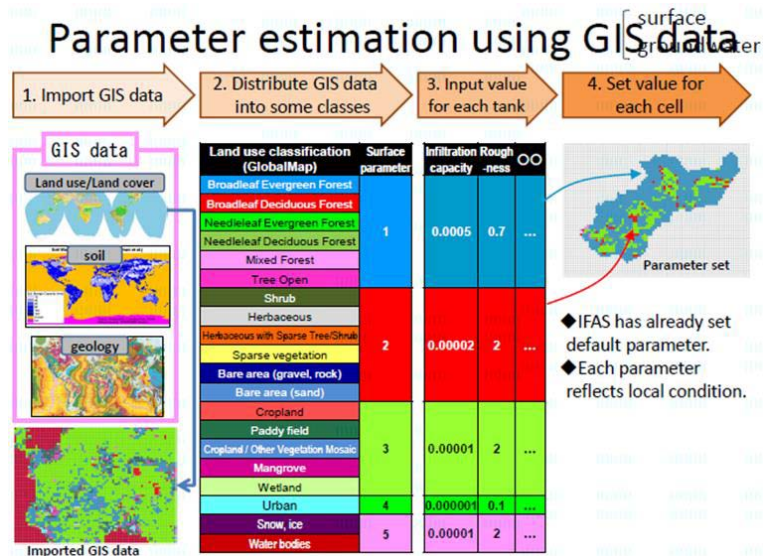 Parameter estimation using GIS data
surface
groundwater
1. Import GIS data
2. Distribute GIS data
into some classes
3. Input value
for each tank
4. Set value for
each cell
GIS data
Land use/Land cover
soil
geology
Imported GIS data
Land use classification
(GlobalMap)
Surface
parameter
Infiltration
capacity
Rough
-ness
○○
Broadleaf Evergreen Forest
Broadleaf Deciduous Forest
Needleleaf Evergreen Forest
Needleleaf Deciduous Forest
Mixed Forest
Tree Open
1
0.0005
0.7
...
Shrub
Herbaceous
Herbaceous with Sparse Tree/Shrub
Sparse vegetation
Bare area (gravel, rock)
Bare area (sand)
2
0.00002
2
...
Cropland
Paddy field
Cropland / Other Vegetation Mosaic
Mangrove
Wetland
3
0.00001
2
...
Urban
4
0.000001
0.1
...
Snow, ice
Water bodies
5
0.00001
2
...
Parameter set
◆IFAS has already set
default parameter.
◆Each parameter
reflects local condition.